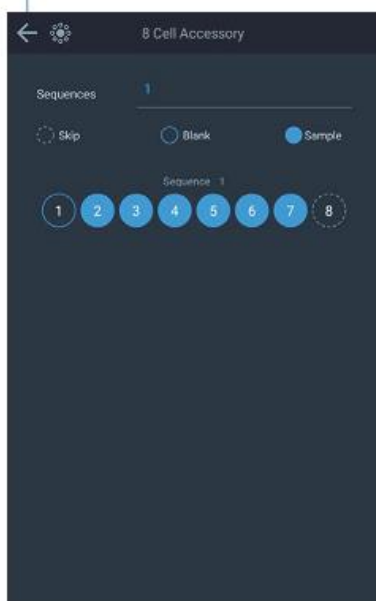 8 Cell Accessory
Sequences 1
Skip Blank Sample
Sequence 1
1 2 3 4 5 6 7 8